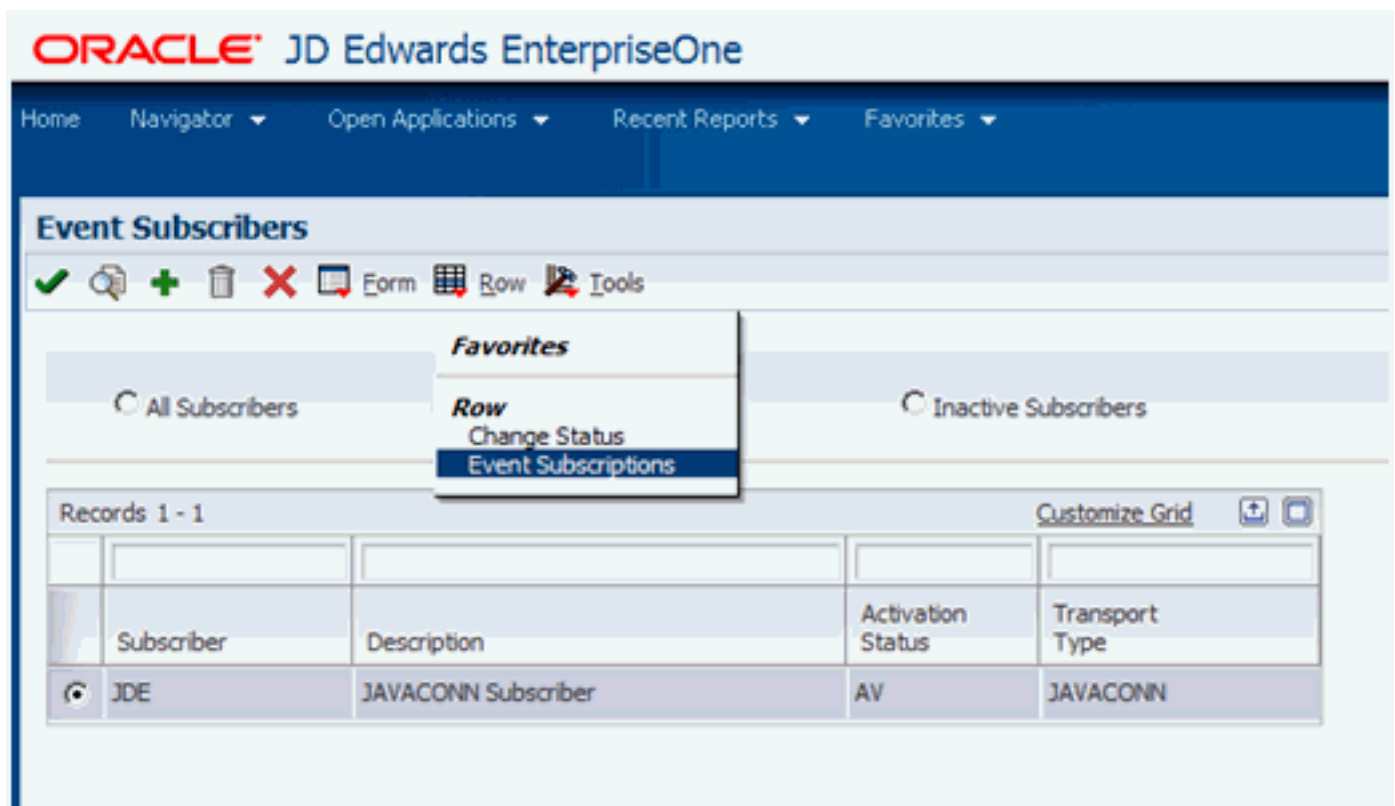 ORACLE® JD Edwards EnterpriseOne
Home Navigator Open Applications Recent Reports Favorites
Event Subscribers
Form Row Tools
Favorites
Row
Change Status
Event Subscriptions
All Subscribers Inactive Subscribers
Records 1 - 1 Customize Grid
Subscriber Description Activation Status Transport Type
JDE JAVACONN Subscriber AV JAVACONN